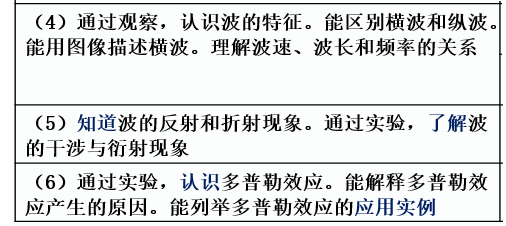 （4）通过观察，认识波的特征。能区别横波和纵波。
能用图像描述横波。理解波速、波长和频率的关系
（5）知道波的反射和折射现象。通过实验，了解波
的干涉与衍射现象
（6）通过实验，认识多普勒效应。能解释多普勒效
应产生的原因。能列举多普勒效应的应用实例